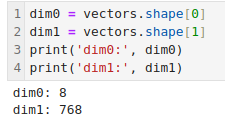 1 dim0 = vectors.shape[0]
2 dim1 = vectors.shape[1]
3 print('dim0:', dim0)
4 print('dim1:', dim1)
dim0: 8
dim1: 768